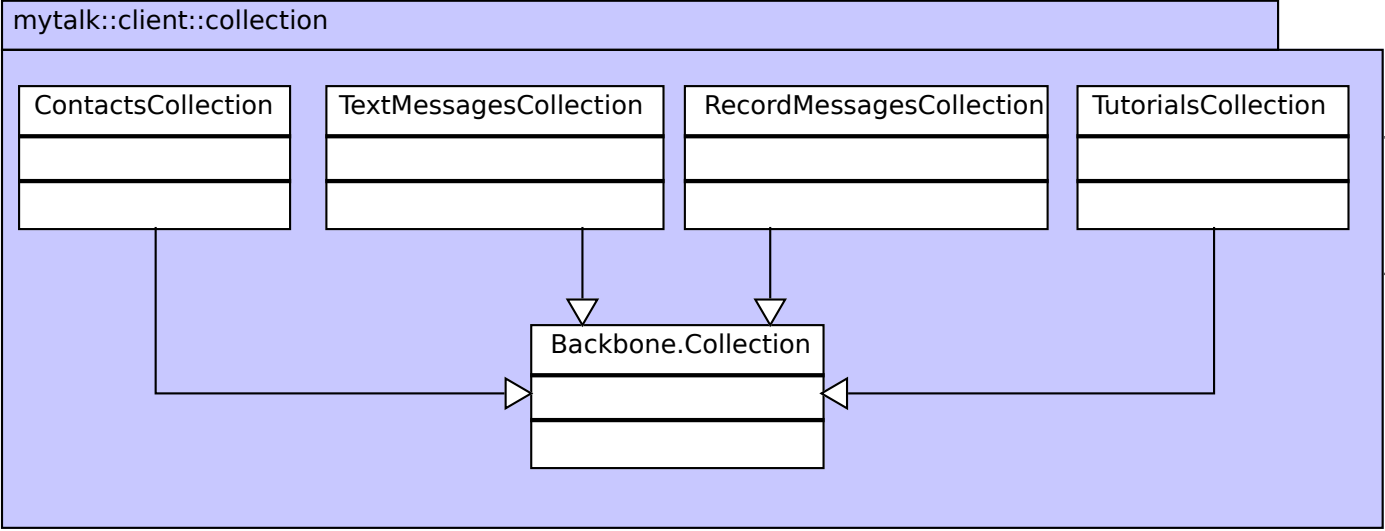 mytalk::client::collection
ContactsCollection
TextMessagesCollection
RecordMessagesCollection
TutorialsCollection
Backbone.Collection